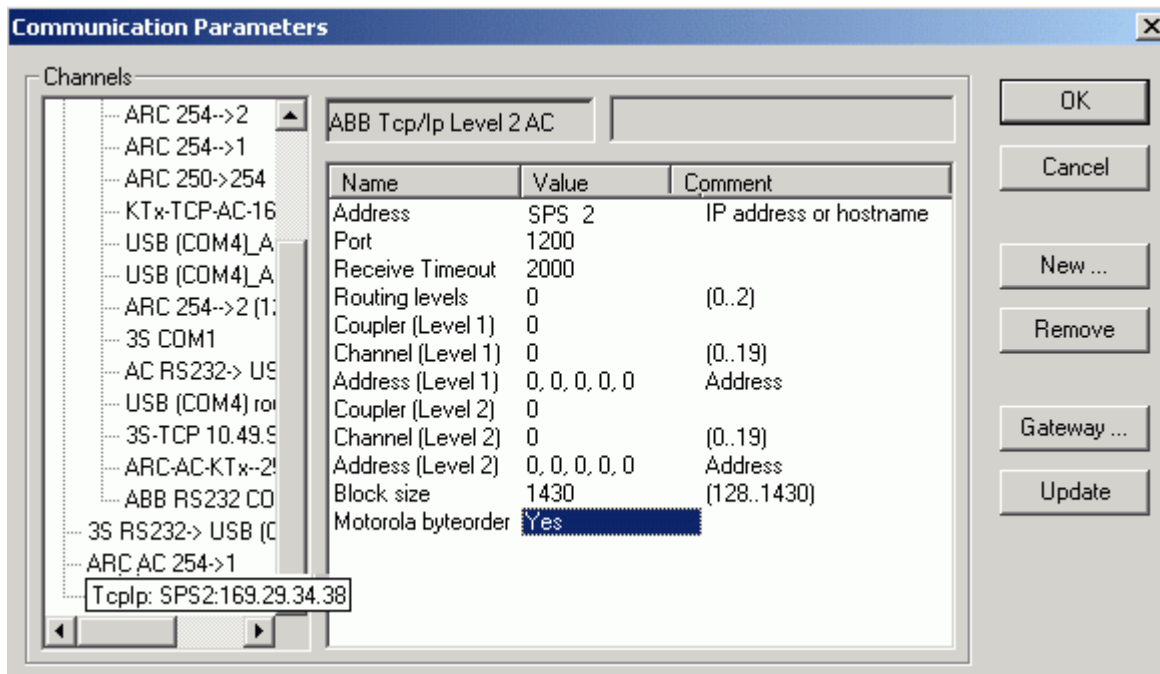 Communication Parameters
Channels
ARC 254-->2
ARC 254-->1
ARC 250->254
KTx-TCP-AC-16
USB (COM4)_A
USB (COM4)_A
ARC 254-->2 (1
3S COM1
AC RS232-> US
USB (COM4) rou
3S-TCP 10.49.9
ARC-AC-KTx--2
ABB RS232 CO
3S RS232-> USB (C
ARC AC 254->1
TcpIp: SPS2:169.29.34.38
ABB Tcp/Ip Level 2 AC
Name Value Comment
Address SPS 2 IP address or hostname
Port 1200
Receive Timeout 2000
Routing levels 0 (0..2)
Coupler (Level 1) 0
Channel (Level 1) 0 (0..19)
Address (Level 1) 0, 0, 0, 0, 0 Address
Coupler (Level 2) 0
Channel (Level 2) 0 (0..19)
Address (Level 2) 0, 0, 0, 0, 0 Address
Block size 1430 (128..1430)
Motorola byteorder Yes
OK
Cancel
New ...
Remove
Gateway ...
Update